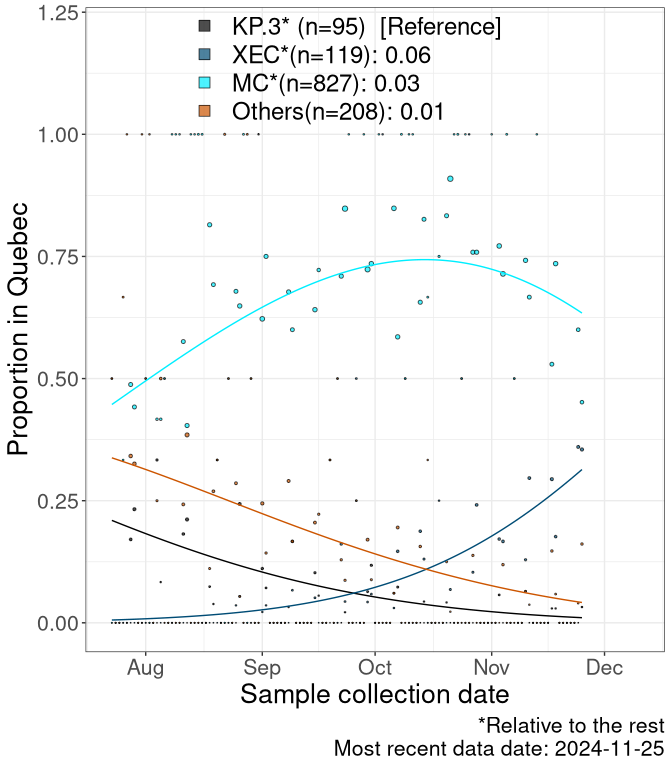 KP.3* (n=95) [Reference]
XEC*(n=119): 0.06
MC*(n=827): 0.03
Others(n=208): 0.01
Proportion in Quebec
1.25
1.00
0.75
0.50
0.25
0.00
Aug Sep Oct Nov Dec
Sample collection date
*Relative to the rest
Most recent data date: 2024-11-25